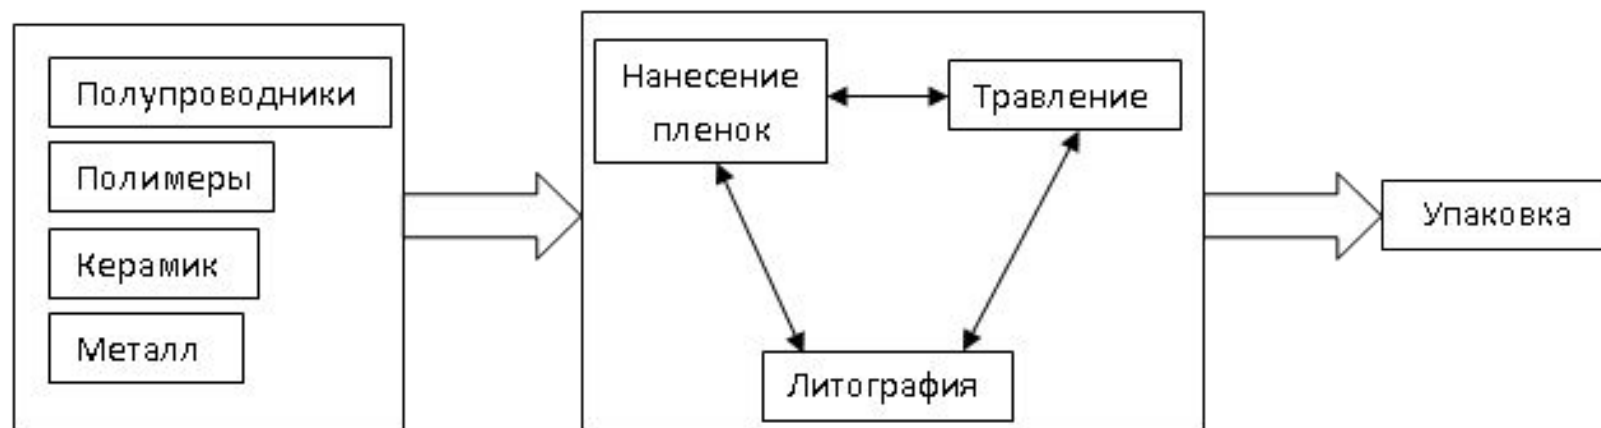 Полупроводники
Полимеры
Керамик
Металл
Нанесение
пленок
Травление
Литография
Упаковка